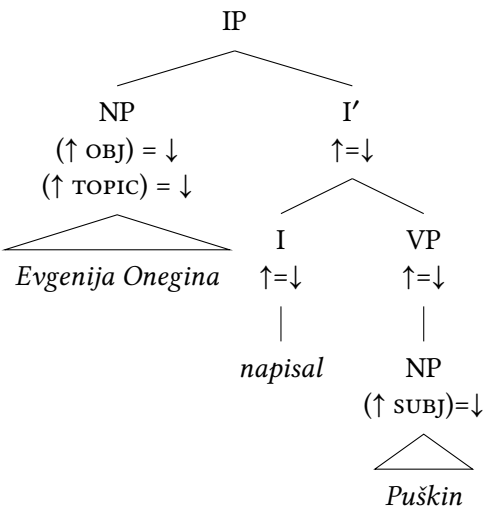 IP
NP I′
(↑ OBJ) = ↓ ↑=↓
(↑ TOPIC) = ↓
I VP
Evgenija Onegina ↑=↓ ↑=↓
napisal NP
(↑ SUBJ)=↓
Puškin